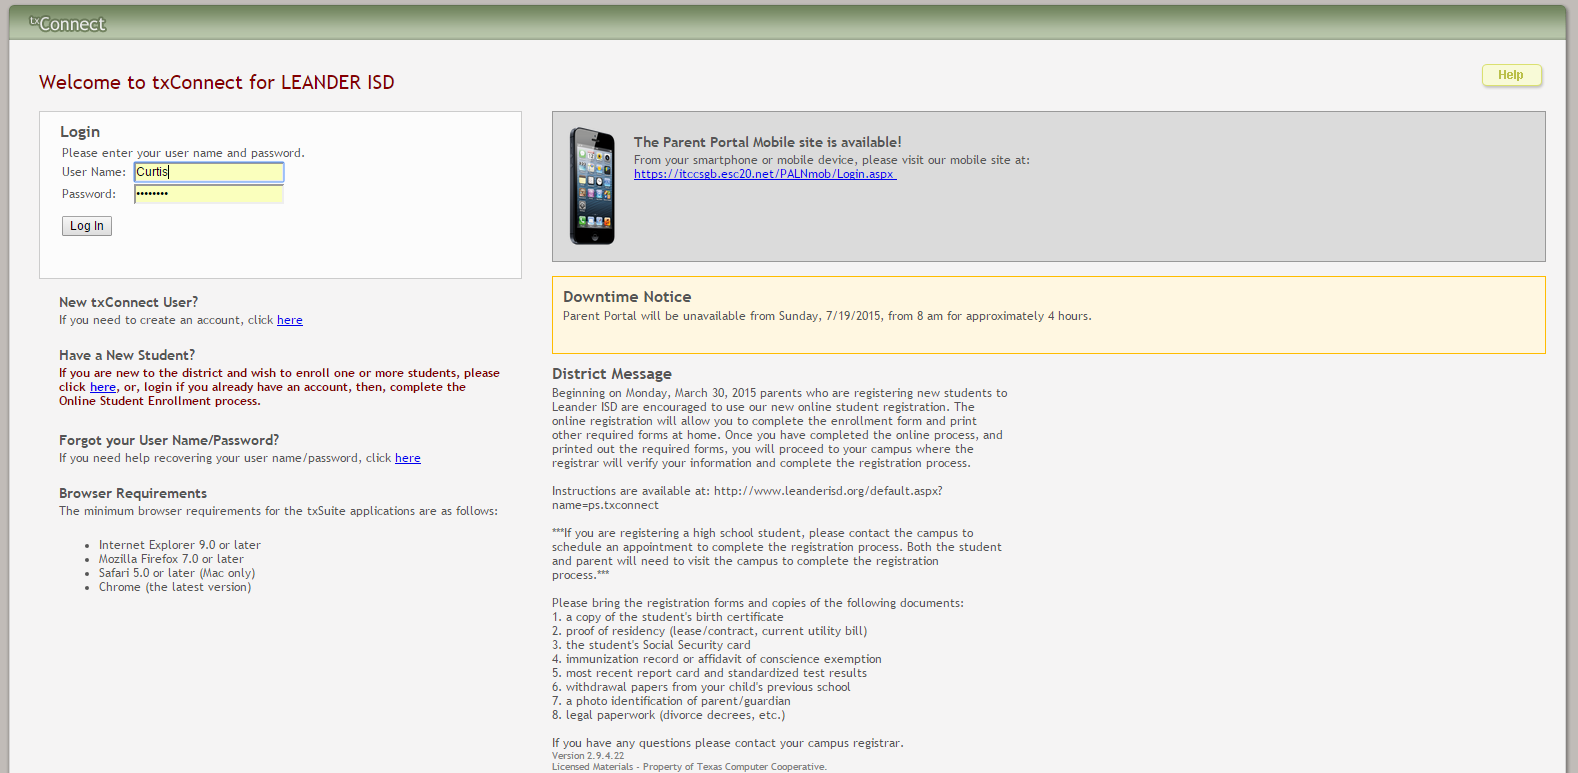 txConnect
Welcome to txConnect for LEANDER ISD
Help
Login
Please enter your user name and password.
User Name: Curtis
Password: ••••••••
Log In
New txConnect User?
If you need to create an account, click here
Have a New Student?
If you are new to the district and wish to enroll one or more students, please
click here, or, login if you already have an account, then, complete the
Online Student Enrollment process.
Forgot your User Name/Password?
If you need help recovering your user name/password, click here
Browser Requirements
The minimum browser requirements for the txSuite applications are as follows:
• Internet Explorer 9.0 or later
• Mozilla Firefox 7.0 or later
• Safari 5.0 or later (Mac only)
• Chrome (the latest version)
The Parent Portal Mobile site is available!
From your smartphone or mobile device, please visit our mobile site at:
https://itccsgb.esc20.net/PALNmob/Login.aspx
Downtime Notice
Parent Portal will be unavailable from Sunday, 7/19/2015, from 8 am for approximately 4 hours.
District Message
Beginning on Monday, March 30, 2015 parents who are registering new students to
Leander ISD are encouraged to use our new online student registration. The
online registration will allow you to complete the enrollment form and print
other required forms at home. Once you have completed the online process, and
printed out the required forms, you will proceed to your campus where the
registrar will verify your information and complete the registration process.
Instructions are available at: http://www.leanderisd.org/default.aspx?
name=ps.txconnect
***If you are registering a high school student, please contact the campus to
schedule an appointment to complete the registration process. Both the student
and parent will need to visit the campus to complete the registration
process.***
Please bring the registration forms and copies of the following documents:
1. a copy of the student's birth certificate
2. proof of residency (lease/contract, current utility bill)
3. the student's Social Security card
4. immunization record or affidavit of conscience exemption
5. most recent report card and standardized test results
6. withdrawal papers from your child's previous school
7. a photo identification of parent/guardian
8. legal paperwork (divorce decrees, etc.)
If you have any questions please contact your campus registrar.
Version 2.9.4.22
Licensed Materials - Property of Texas Computer Cooperative.